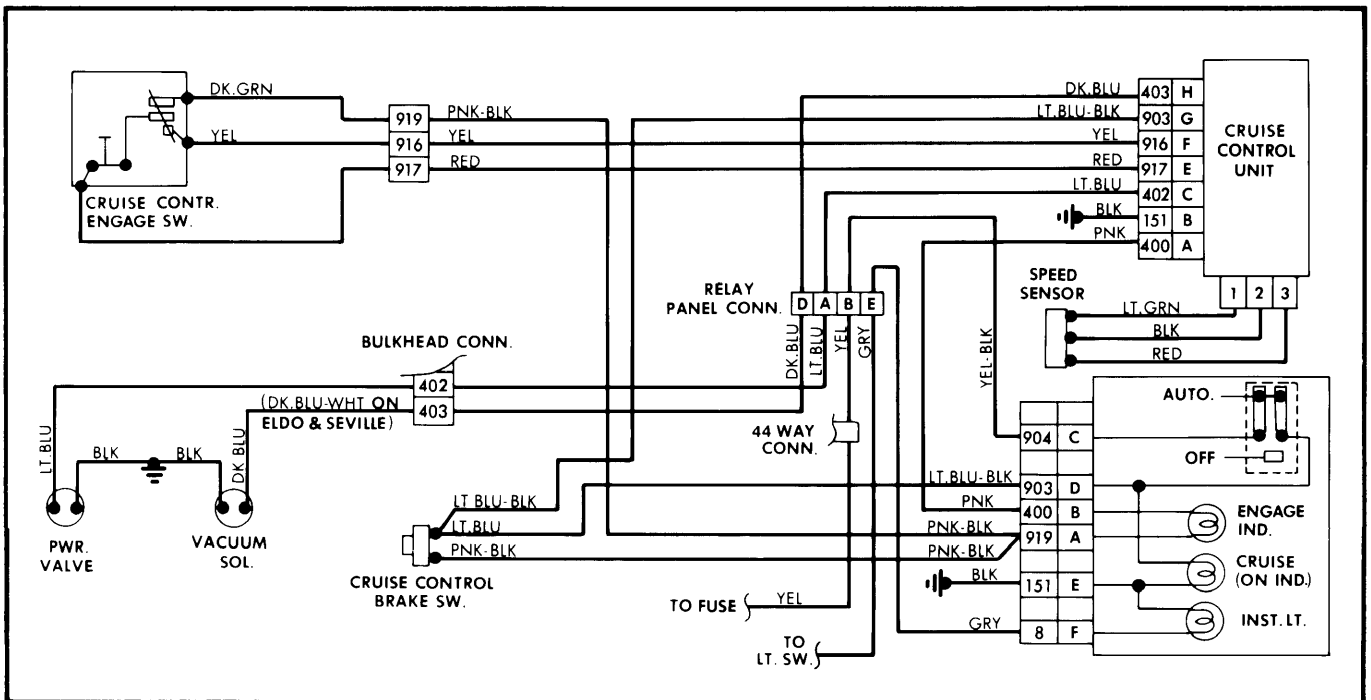 DK.GRN
919
PNK-BLK
YEL
916
YEL
917
RED
CRUISE CONTR.
ENGAGE SW.
DK.BLU
403 H
LT.BLU-BLK
903 G
YEL
916 F
RED
917 E
LT.BLU
402 C
BLK
151 B
PNK
400 A
CRUISE
CONTROL
UNIT
1 2 3
SPEED
SENSOR
LT.GRN
BLK
RED
RELAY
PANEL CONN.
D A B E
DK.BLU
LT.BLU
YEL
GRY
YEL-BLK
BULKHEAD CONN.
402
403
(DK.BLU-WHT ON
ELDO & SEVILLE)
LT.BLU
BLK
BLK
DK BLU
PWR.
VALVE
VACUUM
SOL.
44 WAY
CONN.
LT BLU-BLK
LT.BLU
PNK-BLK
CRUISE CONTROL
BRAKE SW.
TO FUSE
YEL
TO
LT. SW.
904 C
LT.BLU-BLK
903 D
PNK
400 B
PNK-BLK
919 A
PNK-BLK
BLK
151 E
GRY
8 F
AUTO.
OFF
ENGAGE
IND.
CRUISE
(ON IND.)
INST. LT.